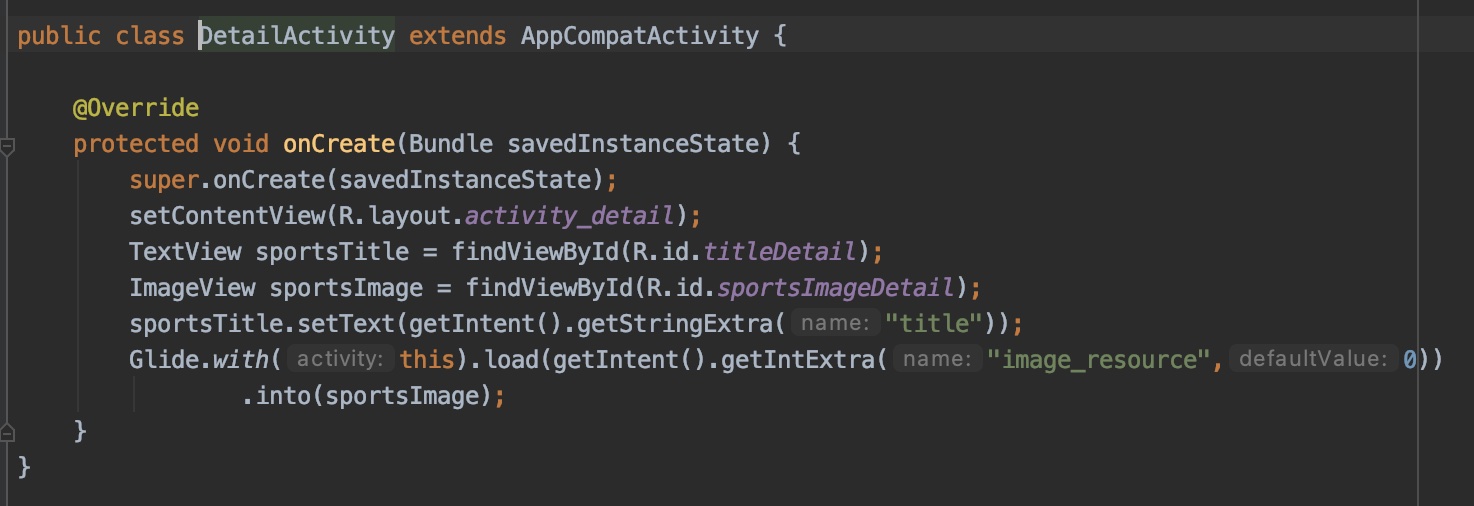 public class DetailActivity extends AppCompatActivity {
@Override
protected void onCreate(Bundle savedInstanceState) {
super.onCreate(savedInstanceState);
setContentView(R.layout.activity_detail);
TextView sportsTitle = findViewById(R.id.titleDetail);
ImageView sportsImage = findViewById(R.id.sportsImageDetail);
sportsTitle.setText(getIntent().getStringExtra( name: "title"));
Glide.with( activity: this).load(getIntent().getIntExtra( name: "image_resource", defaultValue: 0))
.into(sportsImage);
}
}